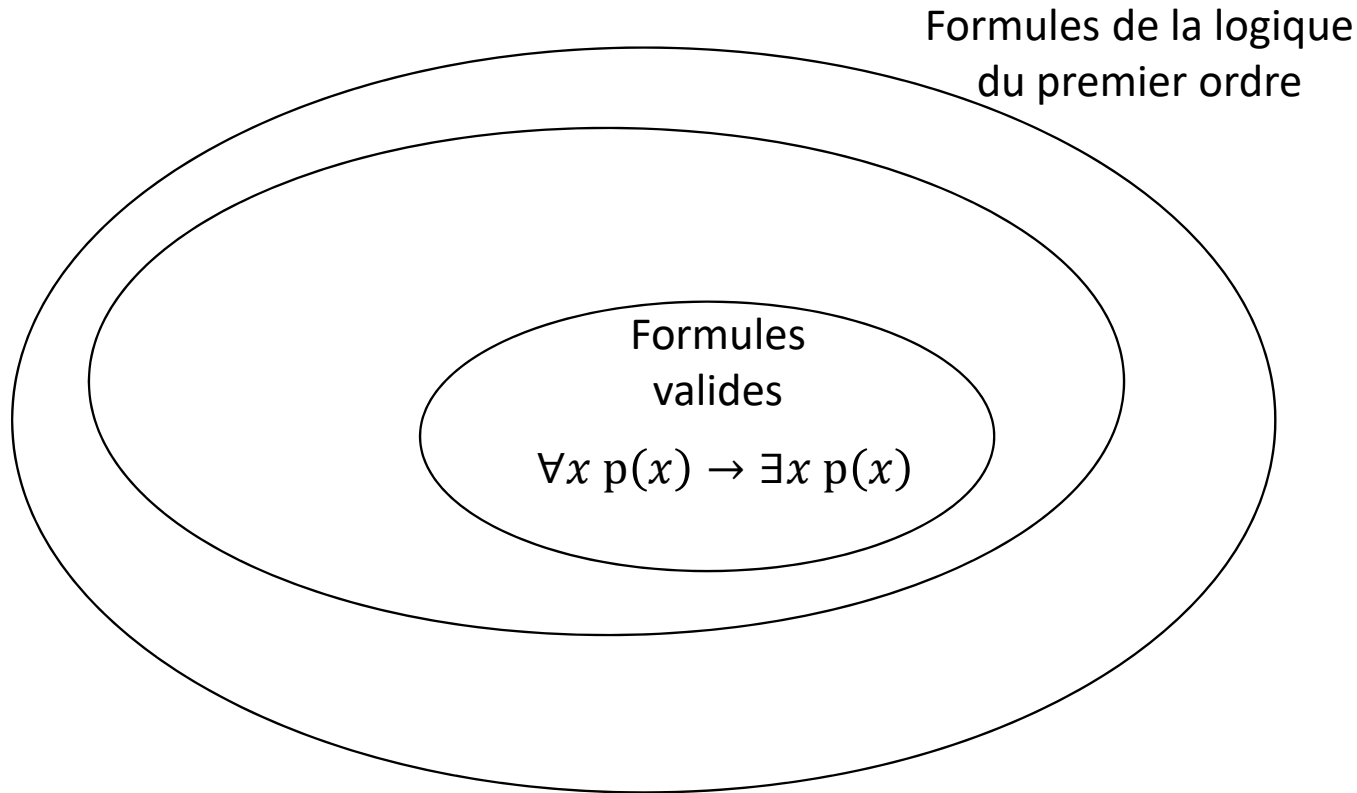 Formules de la logique
du premier ordre
Formules
valides
∀x p(x) → ∃x p(x)